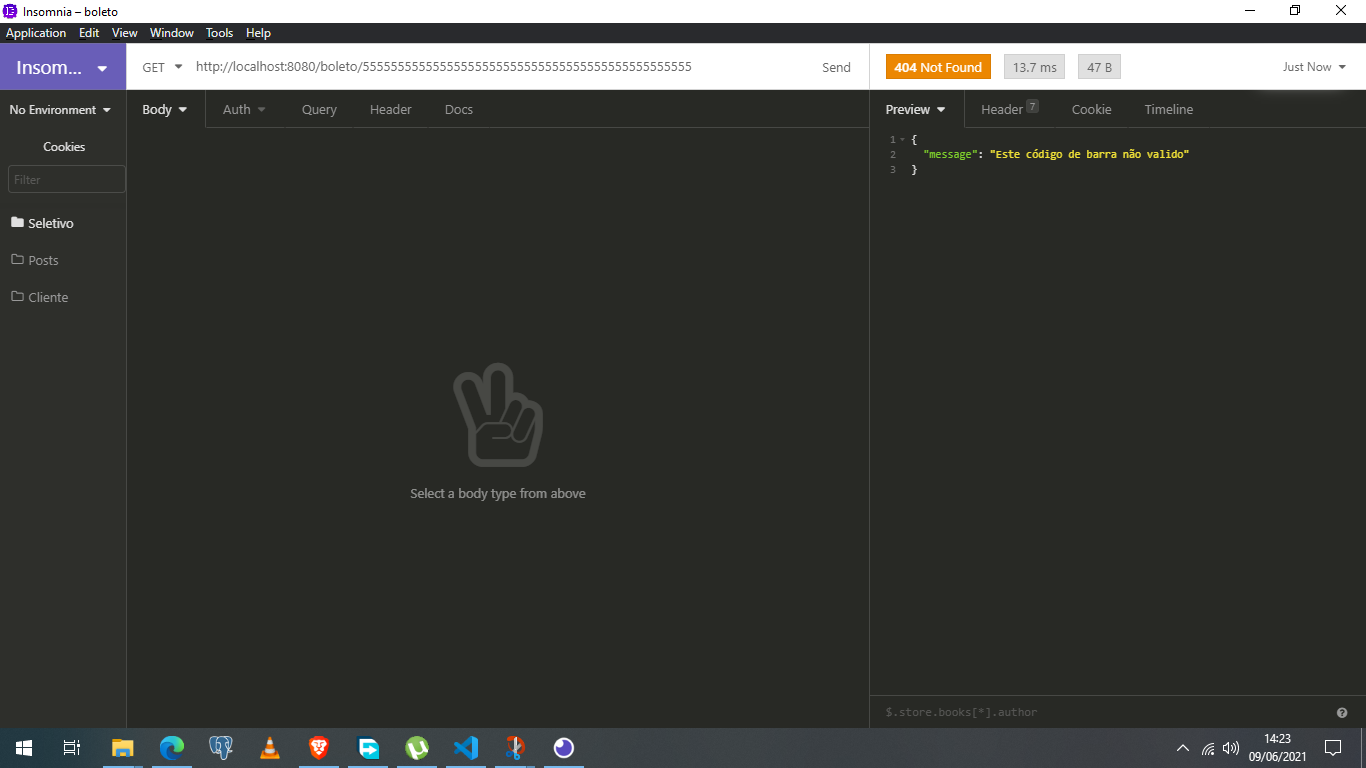 Insomnia – boleto
Application Edit View Window Tools Help
Insom...
GET http://localhost:8080/boleto/55555555555555555555555555555555555555555555555 Send
404 Not Found 13.7 ms 47 B Just Now
No Environment
Cookies
Filter
Seletivo
Posts
Cliente
Body Auth Query Header Docs
Select a body type from above
Preview Header 7 Cookie Timeline
1 {
2 "message": "Este código de barra não valido"
3 }
$.store.books[*].author
14:23
09/06/2021